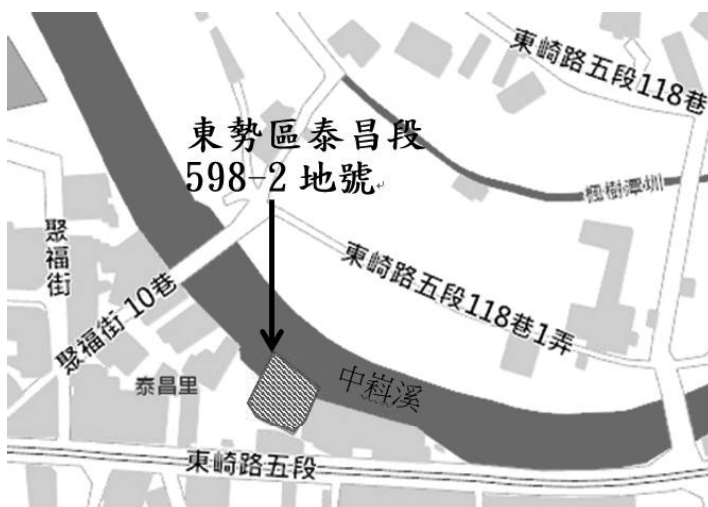 東崎路五段118巷
東勢區泰昌段
598-2 地號
楓樹潭圳
聚福街
聚福街 10巷
東崎路五段118巷1弄
中嵙溪
泰昌里
東崎路五段